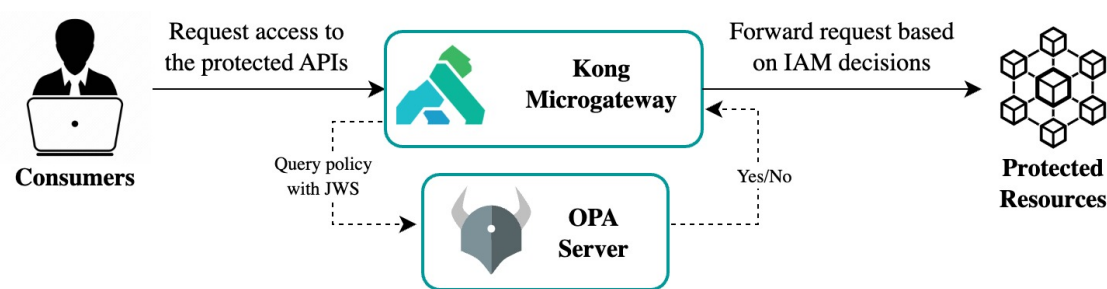 Request access to
the protected APIs
Kong
Microgateway
Forward request based
on IAM decisions
Consumers
Query policy
with JWS
OPA
Server
Yes/No
Protected
Resources